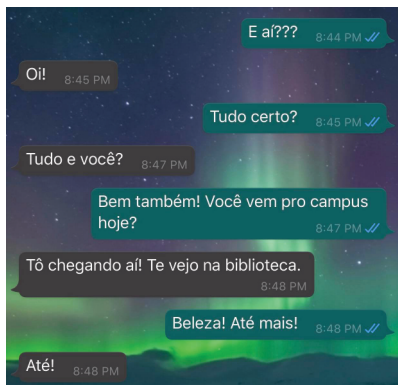 E aí???
8:44 PM
Oi!
8:45 PM
Tudo certo?
8:45 PM
Tudo e você?
8:47 PM
Bem também! Você vem pro campus
hoje?
8:47 PM
Tô chegando aí! Te vejo na biblioteca.
8:48 PM
Beleza! Até mais!
8:48 PM
Até!
8:48 PM